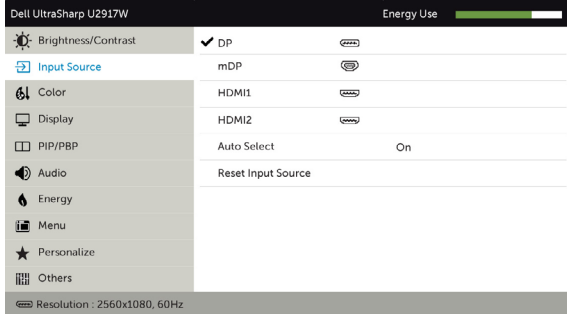 Dell UltraSharp U2917W Energy Use
Brightness/Contrast
Input Source
Color
Display
PIP/PBP
Audio
Energy
Menu
Personalize
Others
DP
mDP
HDMI1
HDMI2
Auto Select On
Reset Input Source
Resolution : 2560x1080, 60Hz